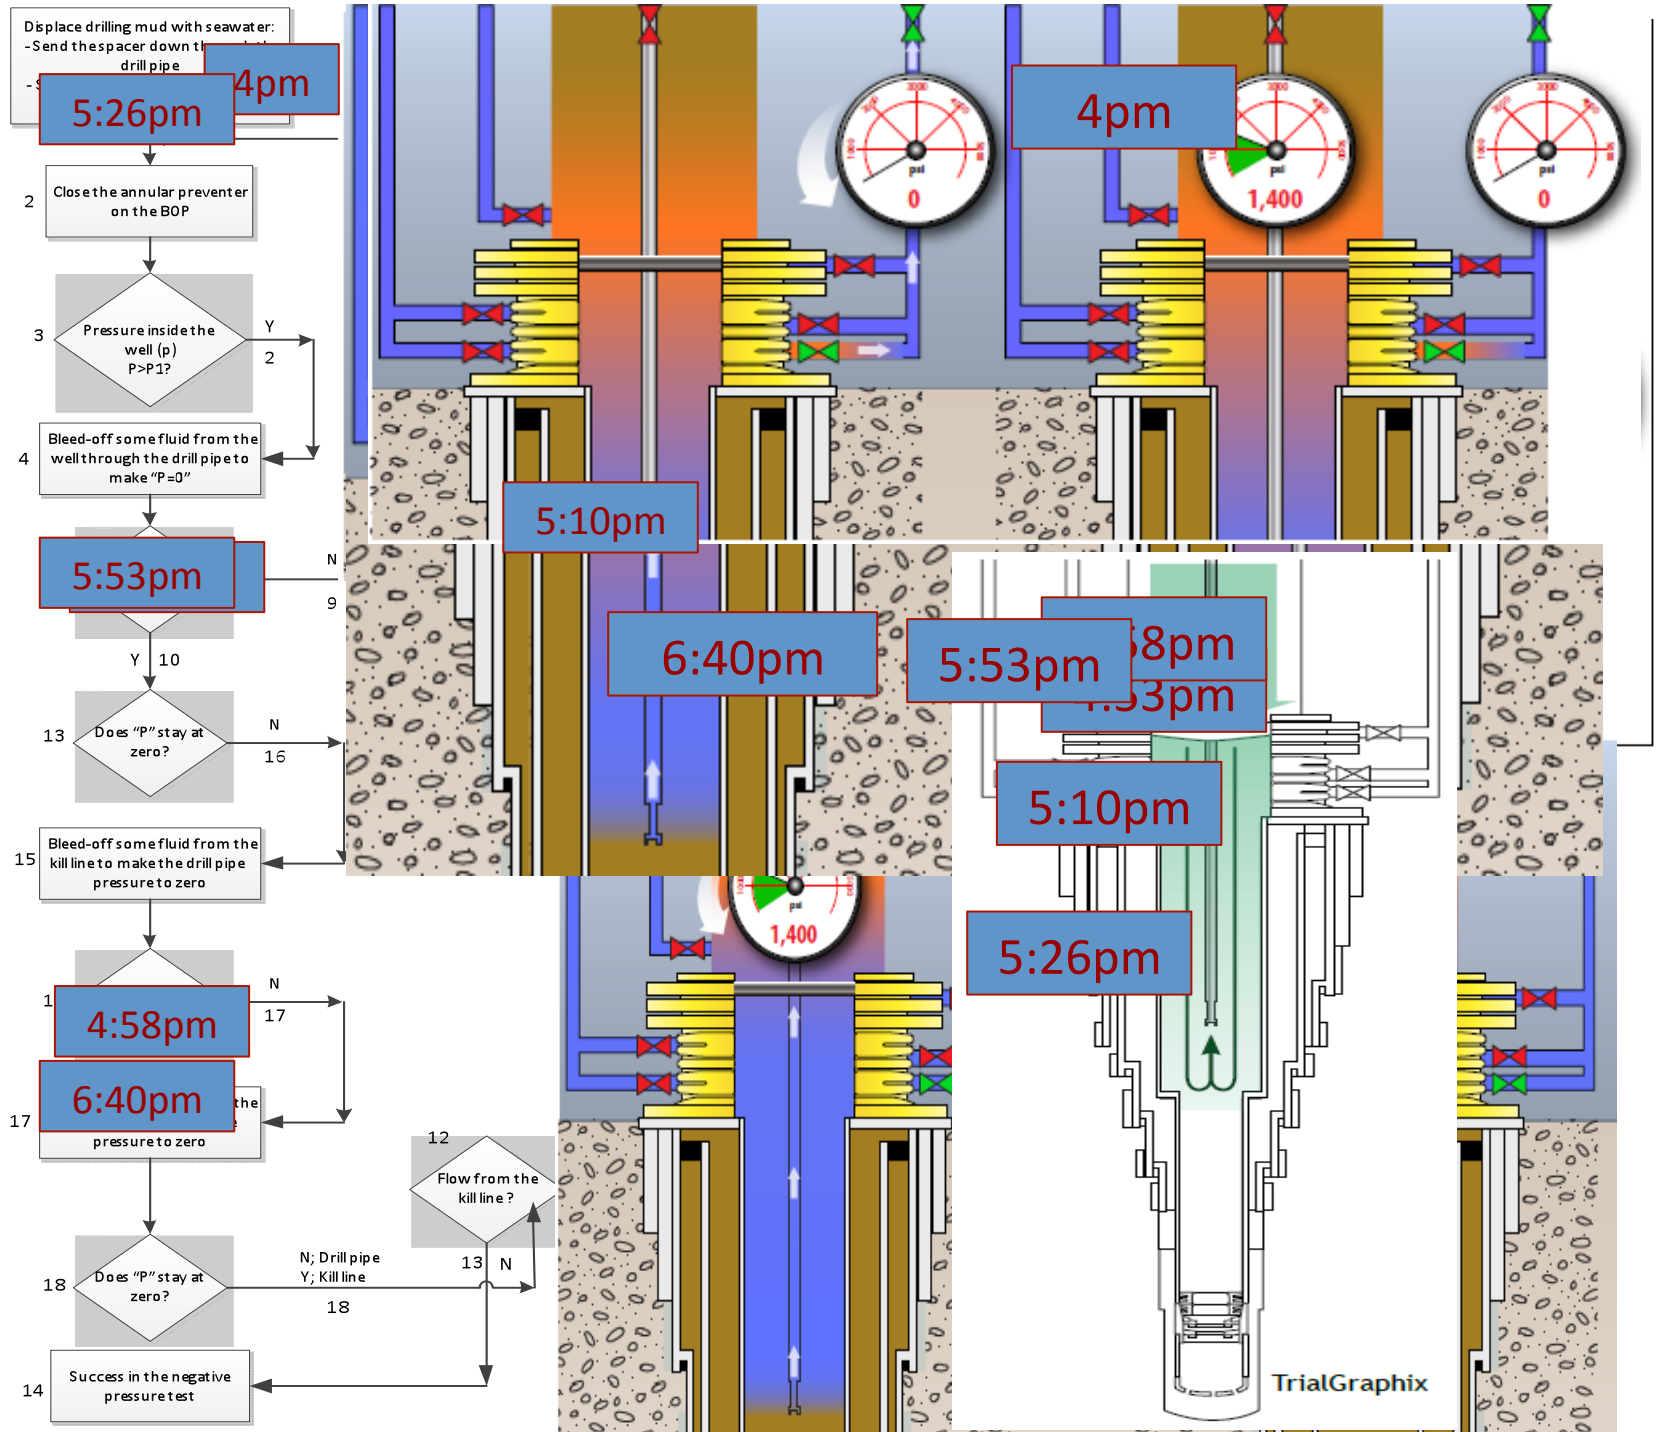 Displace drilling mud with seawater:
-Send the spacer down
drill pipe
4pm
5:26pm
2
Close the annular preventer
on the BOP
3
Pressure inside the
well (p)
P>P1?
Y
2
4
Bleed-off some fluid from the
well through the drill pipe to
make “P=0”
5:53pm
N
9
Y
10
13
Does “P” stay at
zero?
N
16
15
Bleed-off some fluid from the
kill line to make the drill pipe
pressure to zero
N
17
4:58pm
6:40pm
the
17
pressure to zero
12
Flow from the
kill line ?
13
N
18
Does “P” stay at
zero?
N; Drill pipe
Y; Kill line
18
14
Success in the negative
pressure test
psi
0
4pm
psi
1,400
psi
0
5:10pm
6:40pm
5:53pm
58pm
5:10pm
5:26pm
psi
1,400
TrialGraphix